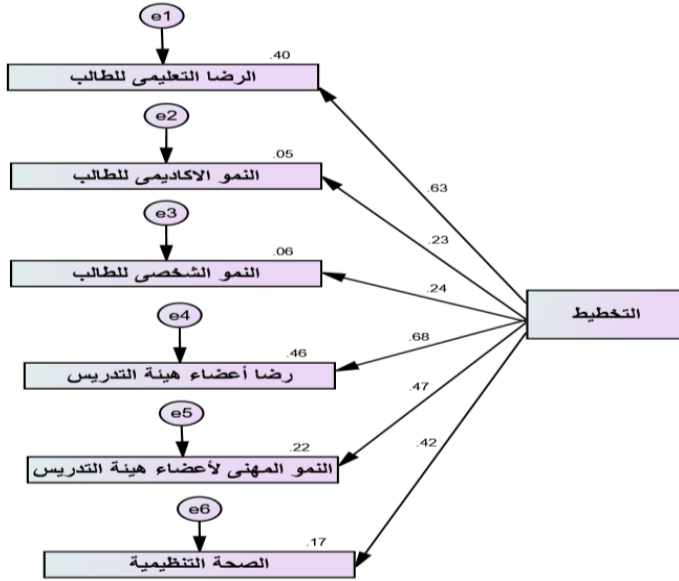 e1
.40
الرضا التعليمى للطالب
e2
.05
النمو الاكاديمى للطالب
e3
.06
النمو الشخصى للطالب
e4
.46
رضا أعضاء هيئة التدريس
e5
.22
النمو المهنى لأعضاء هيئة التدريس
e6
.17
الصحة التنظيمية
.63
.23
.24
.68
.47
.42
التخطيط